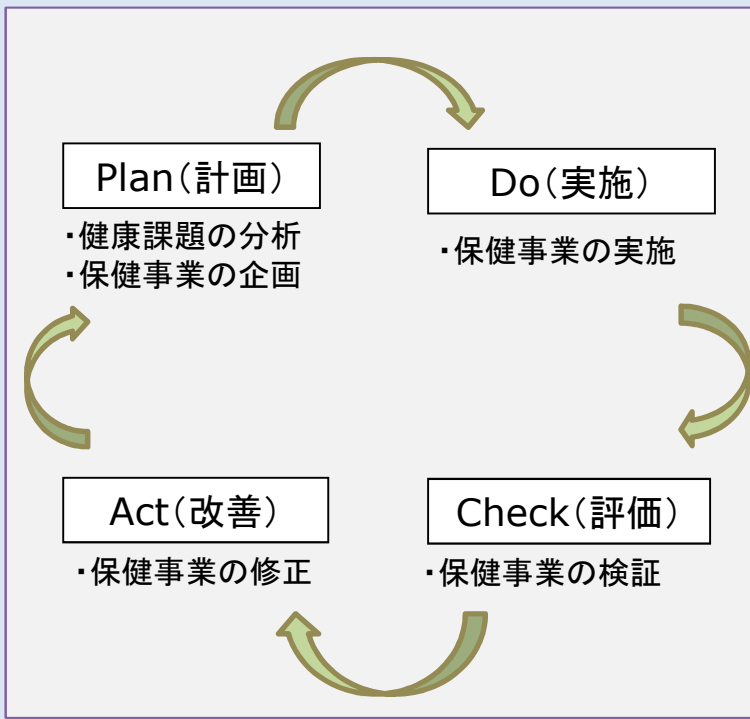 Plan（計画）
・健康課題の分析
・保健事業の企画
Do（実施）
・保健事業の実施
Act（改善）
・保健事業の修正
Check（評価）
・保健事業の検証